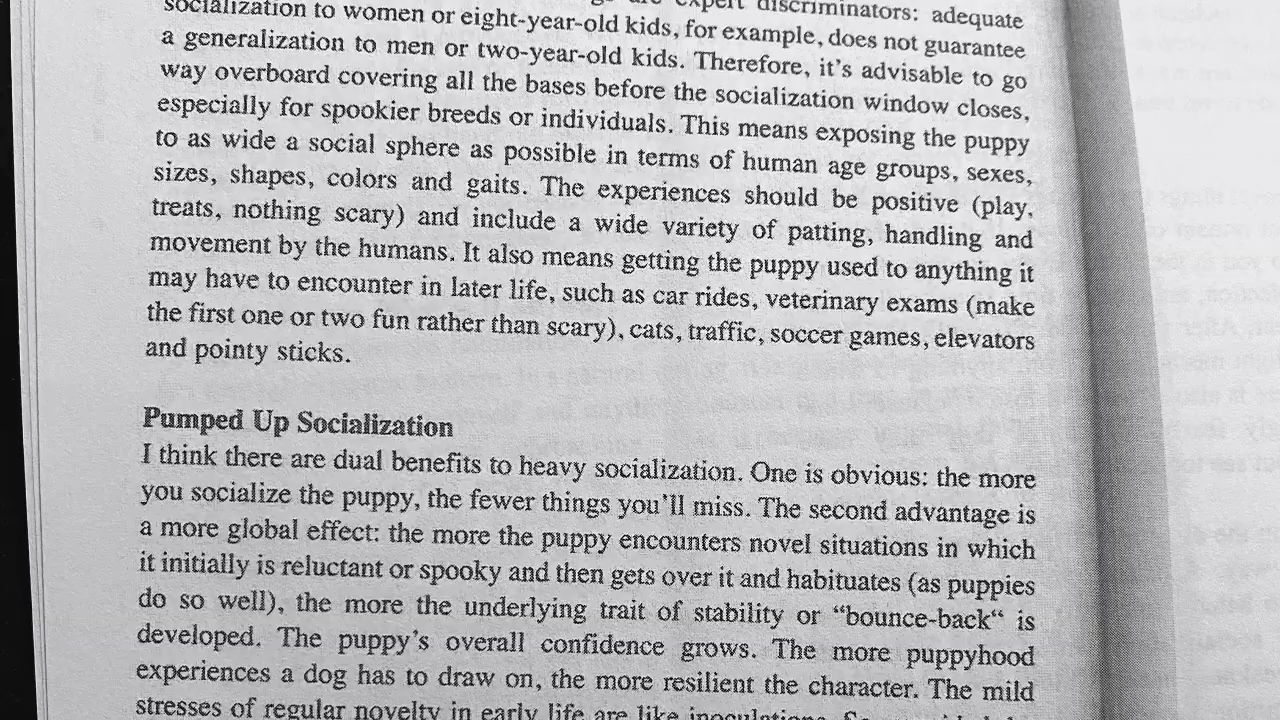 expert discriminators: adequate
socialization to women or eight-year-old kids, for example, does not guarantee
a generalization to men or two-year-old kids. Therefore, it's advisable to go
way overboard covering all the bases before the socialization window closes,
especially for spookier breeds or individuals. This means exposing the puppy
to as wide a social sphere as possible in terms of human age groups, sexes,
sizes, shapes, colors and gaits. The experiences should be positive (play,
treats, nothing scary) and include a wide variety of patting, handling and
movement by the humans. It also means getting the puppy used to anything it
may have to encounter in later life, such as car rides, veterinary exams (make
the first one or two fun rather than scary), cats, traffic, soccer games, elevators
and pointy sticks.
Pumped Up Socialization
I think there are dual benefits to heavy socialization. One is obvious: the more
you socialize the puppy, the fewer things you'll miss. The second advantage is
a more global effect: the more the puppy encounters novel situations in which
it initially is reluctant or spooky and then gets over it and habituates (as puppies
do so well), the more the underlying trait of stability or “bounce-back“ is
developed. The puppy's overall confidence grows. The more puppyhood
experiences a dog has to draw on, the more resilient the character. The mild
stresses of regular novelty in early life are like inoculations.